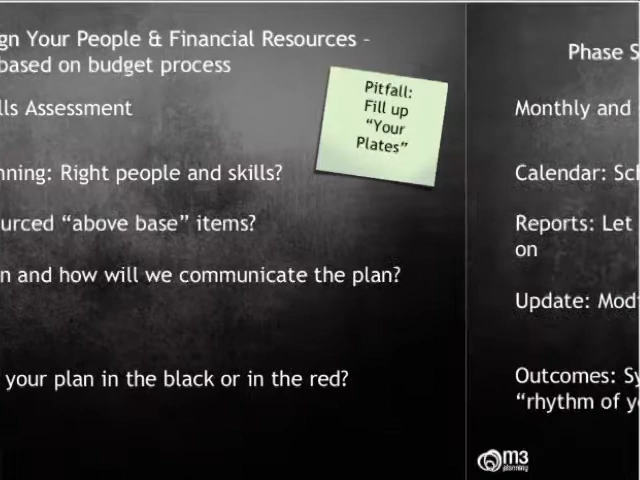 gn Your People & Financial Resources –
based on budget process
lls Assessment
nning: Right people and skills?
urced “above base” items?
n and how will we communicate the plan?
your plan in the black or in the red?
Pitfall:
Fill up
“Your
Plates”
Phase S
Monthly and
Calendar: Sch
Reports: Let
on
Update: Mod
Outcomes: Sy
“rhythm of y
m3
planning